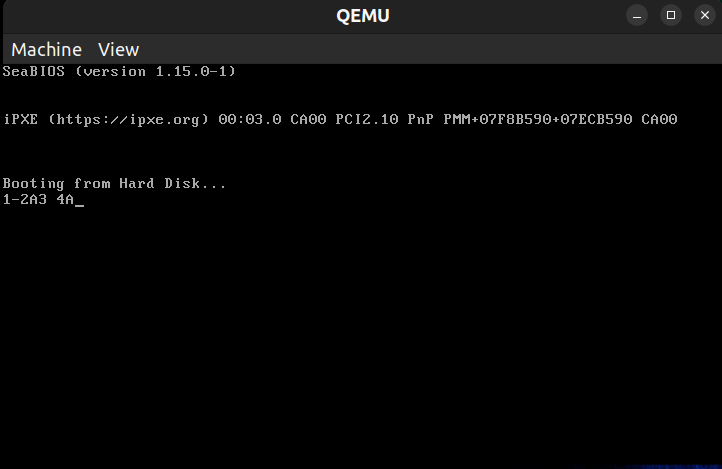 QEMU
Machine View
SeaBIOS (version 1.15.0-1)
iPXE (https://ipxe.org) 00:03.0 CA00 PCI2.10 PnP PMM+07F8B590+07ECB590 CA00
Booting from Hard Disk...
1-2A3 4A_